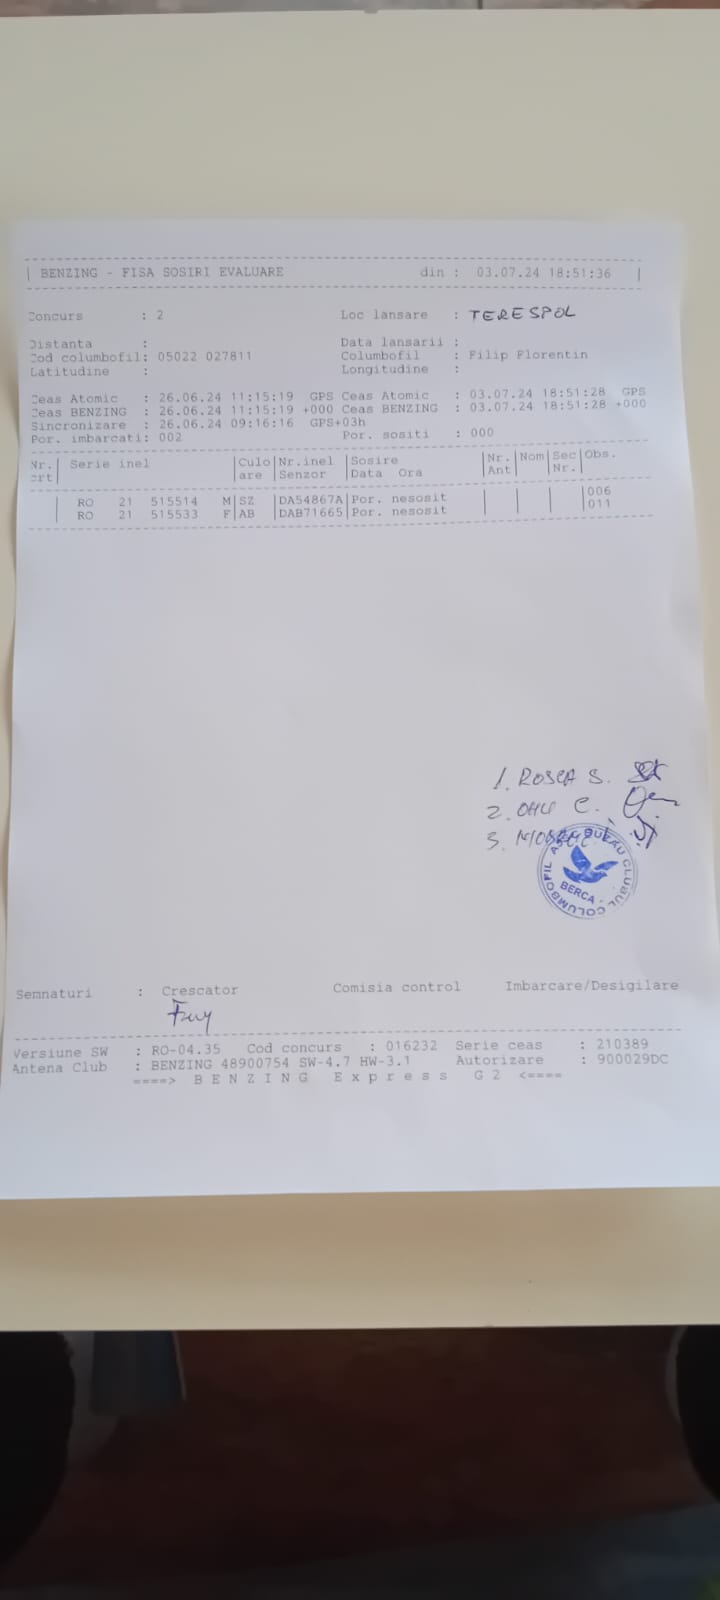 BENZING - FISA SOSIRI EVALUARE din : 03.07.24 18:51:36
Concurs : 2 Loc lansare : TERESPOL
Distanta : Data lansarii :
Cod columbofil: 05022 027811 Columbofil : Filip Florentin
Latitudine : Longitudine :
Ceas Atomic : 26.06.24 11:15:19 GPS Ceas Atomic : 03.07.24 18:51:28 GPS
Ceas BENZING : 26.06.24 11:15:19 +000 Ceas BENZING : 03.07.24 18:51:28 +000
Sincronizare : 26.06.24 09:16:16 GPS+03h
Por. imbarcati: 002 Por. sositi : 000
Nr.| Serie inel |Culo|Nr.inel |Sosire |Nr.|Nom|Sec|Obs.
crt| |are |Senzor |Data Ora |Ant| |Nr.|
| RO 21 515514 M|SZ |DA54867A|Por. nesosit | | | |006
| RO 21 515533 F|AB |DAB71665|Por. nesosit | | | |011
1. ROSCA S.
2. C.
3.
BUZAU CLUBUL COLUMBOFIL
BERCA
Semnaturi : Crescator Comisia control Imbarcare/Desigilare
Versiune SW : RO-04.35 Cod concurs : 016232 Serie ceas : 210389
Antena Club : BENZING 48900754 SW-4.7 HW-3.1 Autorizare : 900029DC
====> B E N Z I N G E x p r e s s G 2 <====